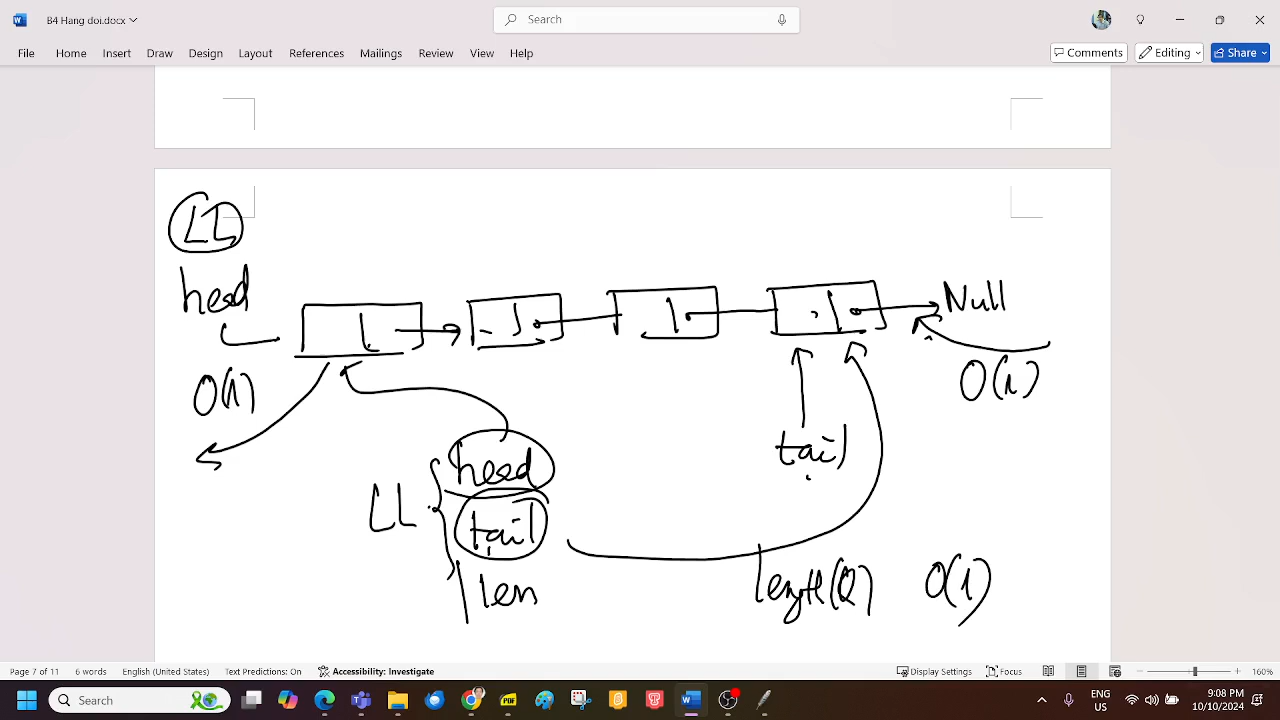 B4 Hang doi.docx
Search
File Home Insert Draw Design Layout References Mailings Review View Help
Comments Editing Share
LL
head
Null
O(1)
O(1)
tail
head
LL
tail
len
length(Q) O(1)
Page 7 of 11 6 words English (United States) Text Predictions: On Accessibility: Investigate Display Settings Focus 160%
Search
PDF
ENG
US
9:08 PM
10/10/2024